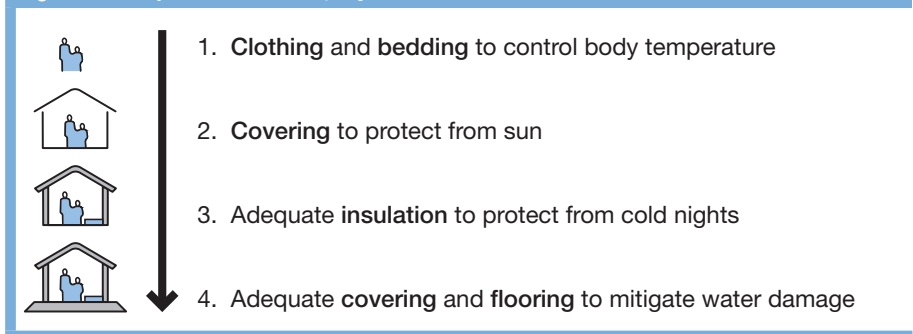 1. Clothing and bedding to control body temperature
2. Covering to protect from sun
3. Adequate insulation to protect from cold nights
4. Adequate covering and flooring to mitigate water damage